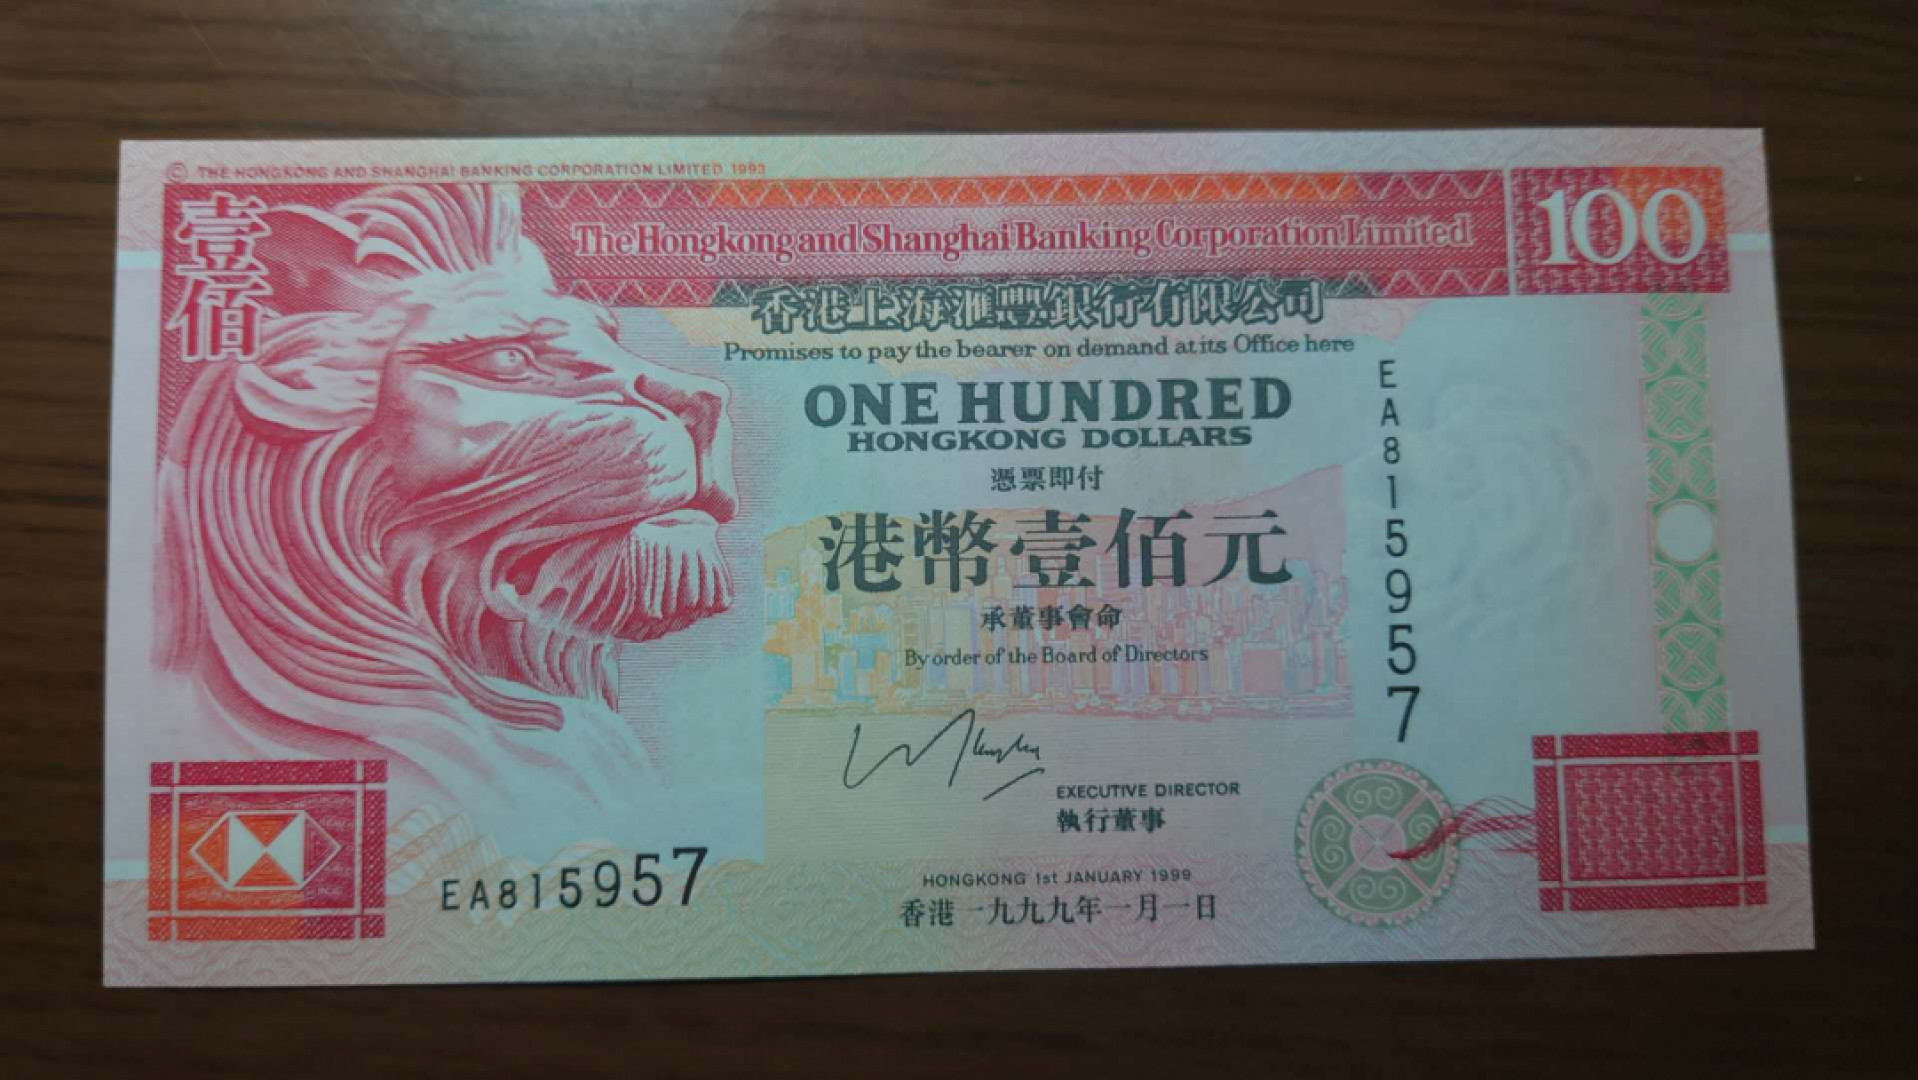 © THE HONGKONG AND SHANGHAI BANKING CORPORATION LIMITED 1993
壹佰
The Hongkong and Shanghai Banking Corporation Limited
100
香港上海滙豐銀行有限公司
Promises to pay the bearer on demand at its Office here
ONE HUNDRED
HONGKONG DOLLARS
憑票即付
港幣壹佰元
承董事會命
By order of the Board of Directors
EA815957
EXECUTIVE DIRECTOR
執行董事
EA815957
HONGKONG 1st JANUARY 1999
香港一九九九年一月一日